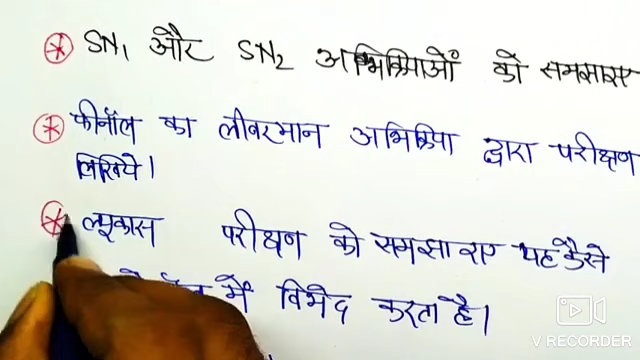 SN1 और SN2 अभिक्रियाओं को समझाए
फीनॉल का लीबरमान अभिक्रिया द्वारा परीक्षण
लिखिये।
ल्यूकास परीक्षण को समझाए यह कैसे
में विभेद करता है।
V RECORDER